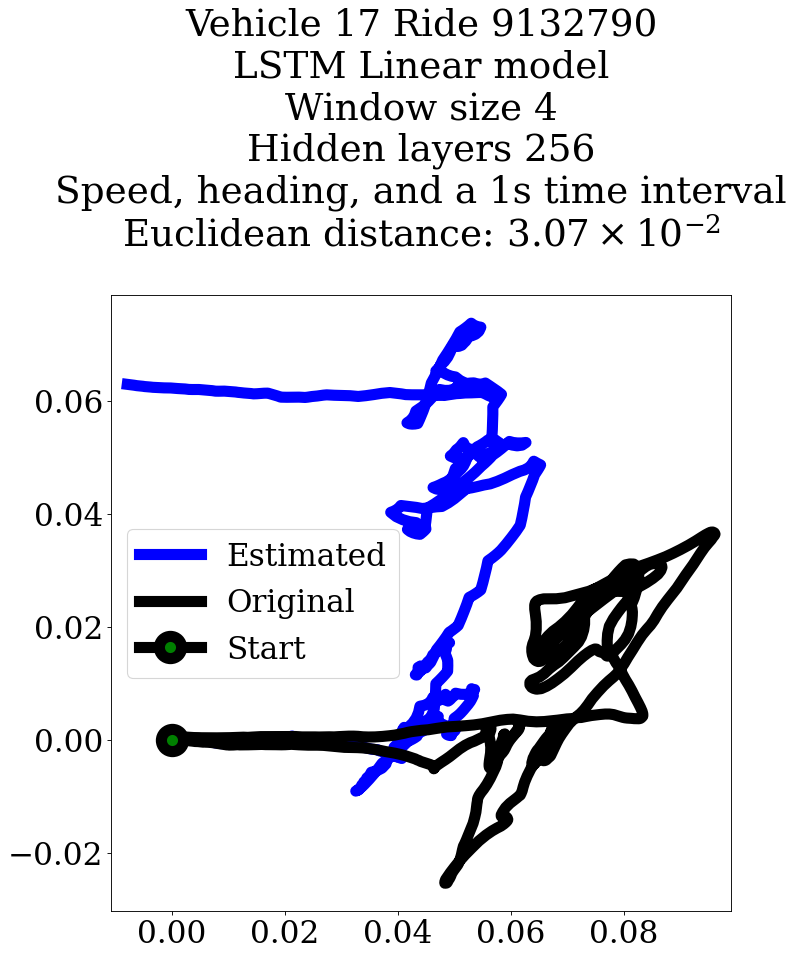 Vehicle 17 Ride 9132790
LSTM Linear model
Window size 4
Hidden layers 256
Speed, heading, and a 1s time interval
Euclidean distance: 3.07 × 10⁻²
0.06
0.04
0.02
0.00
−0.02
Estimated
Original
Start
0.00 0.02 0.04 0.06 0.08